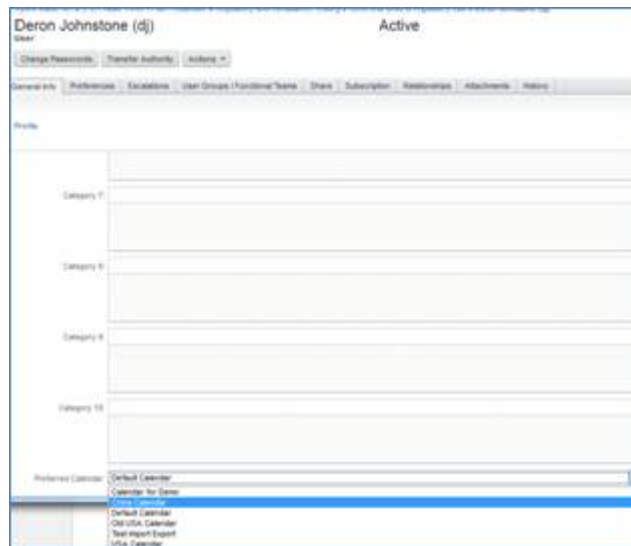 Deron Johnstone (dj)
Active
User
Change Passwords Transfer Authority Actions
General Info Preferences Escalations User Groups / Functional Teams Share Subscription Relationships Attachments History
Profile
Category 7:
Category 8:
Category 9:
Category 10:
Preferred Calendar: Default Calendar
Calendar for Demo
China Calendar
Default Calendar
Old USA Calendar
Test Import Export
USA Calendar